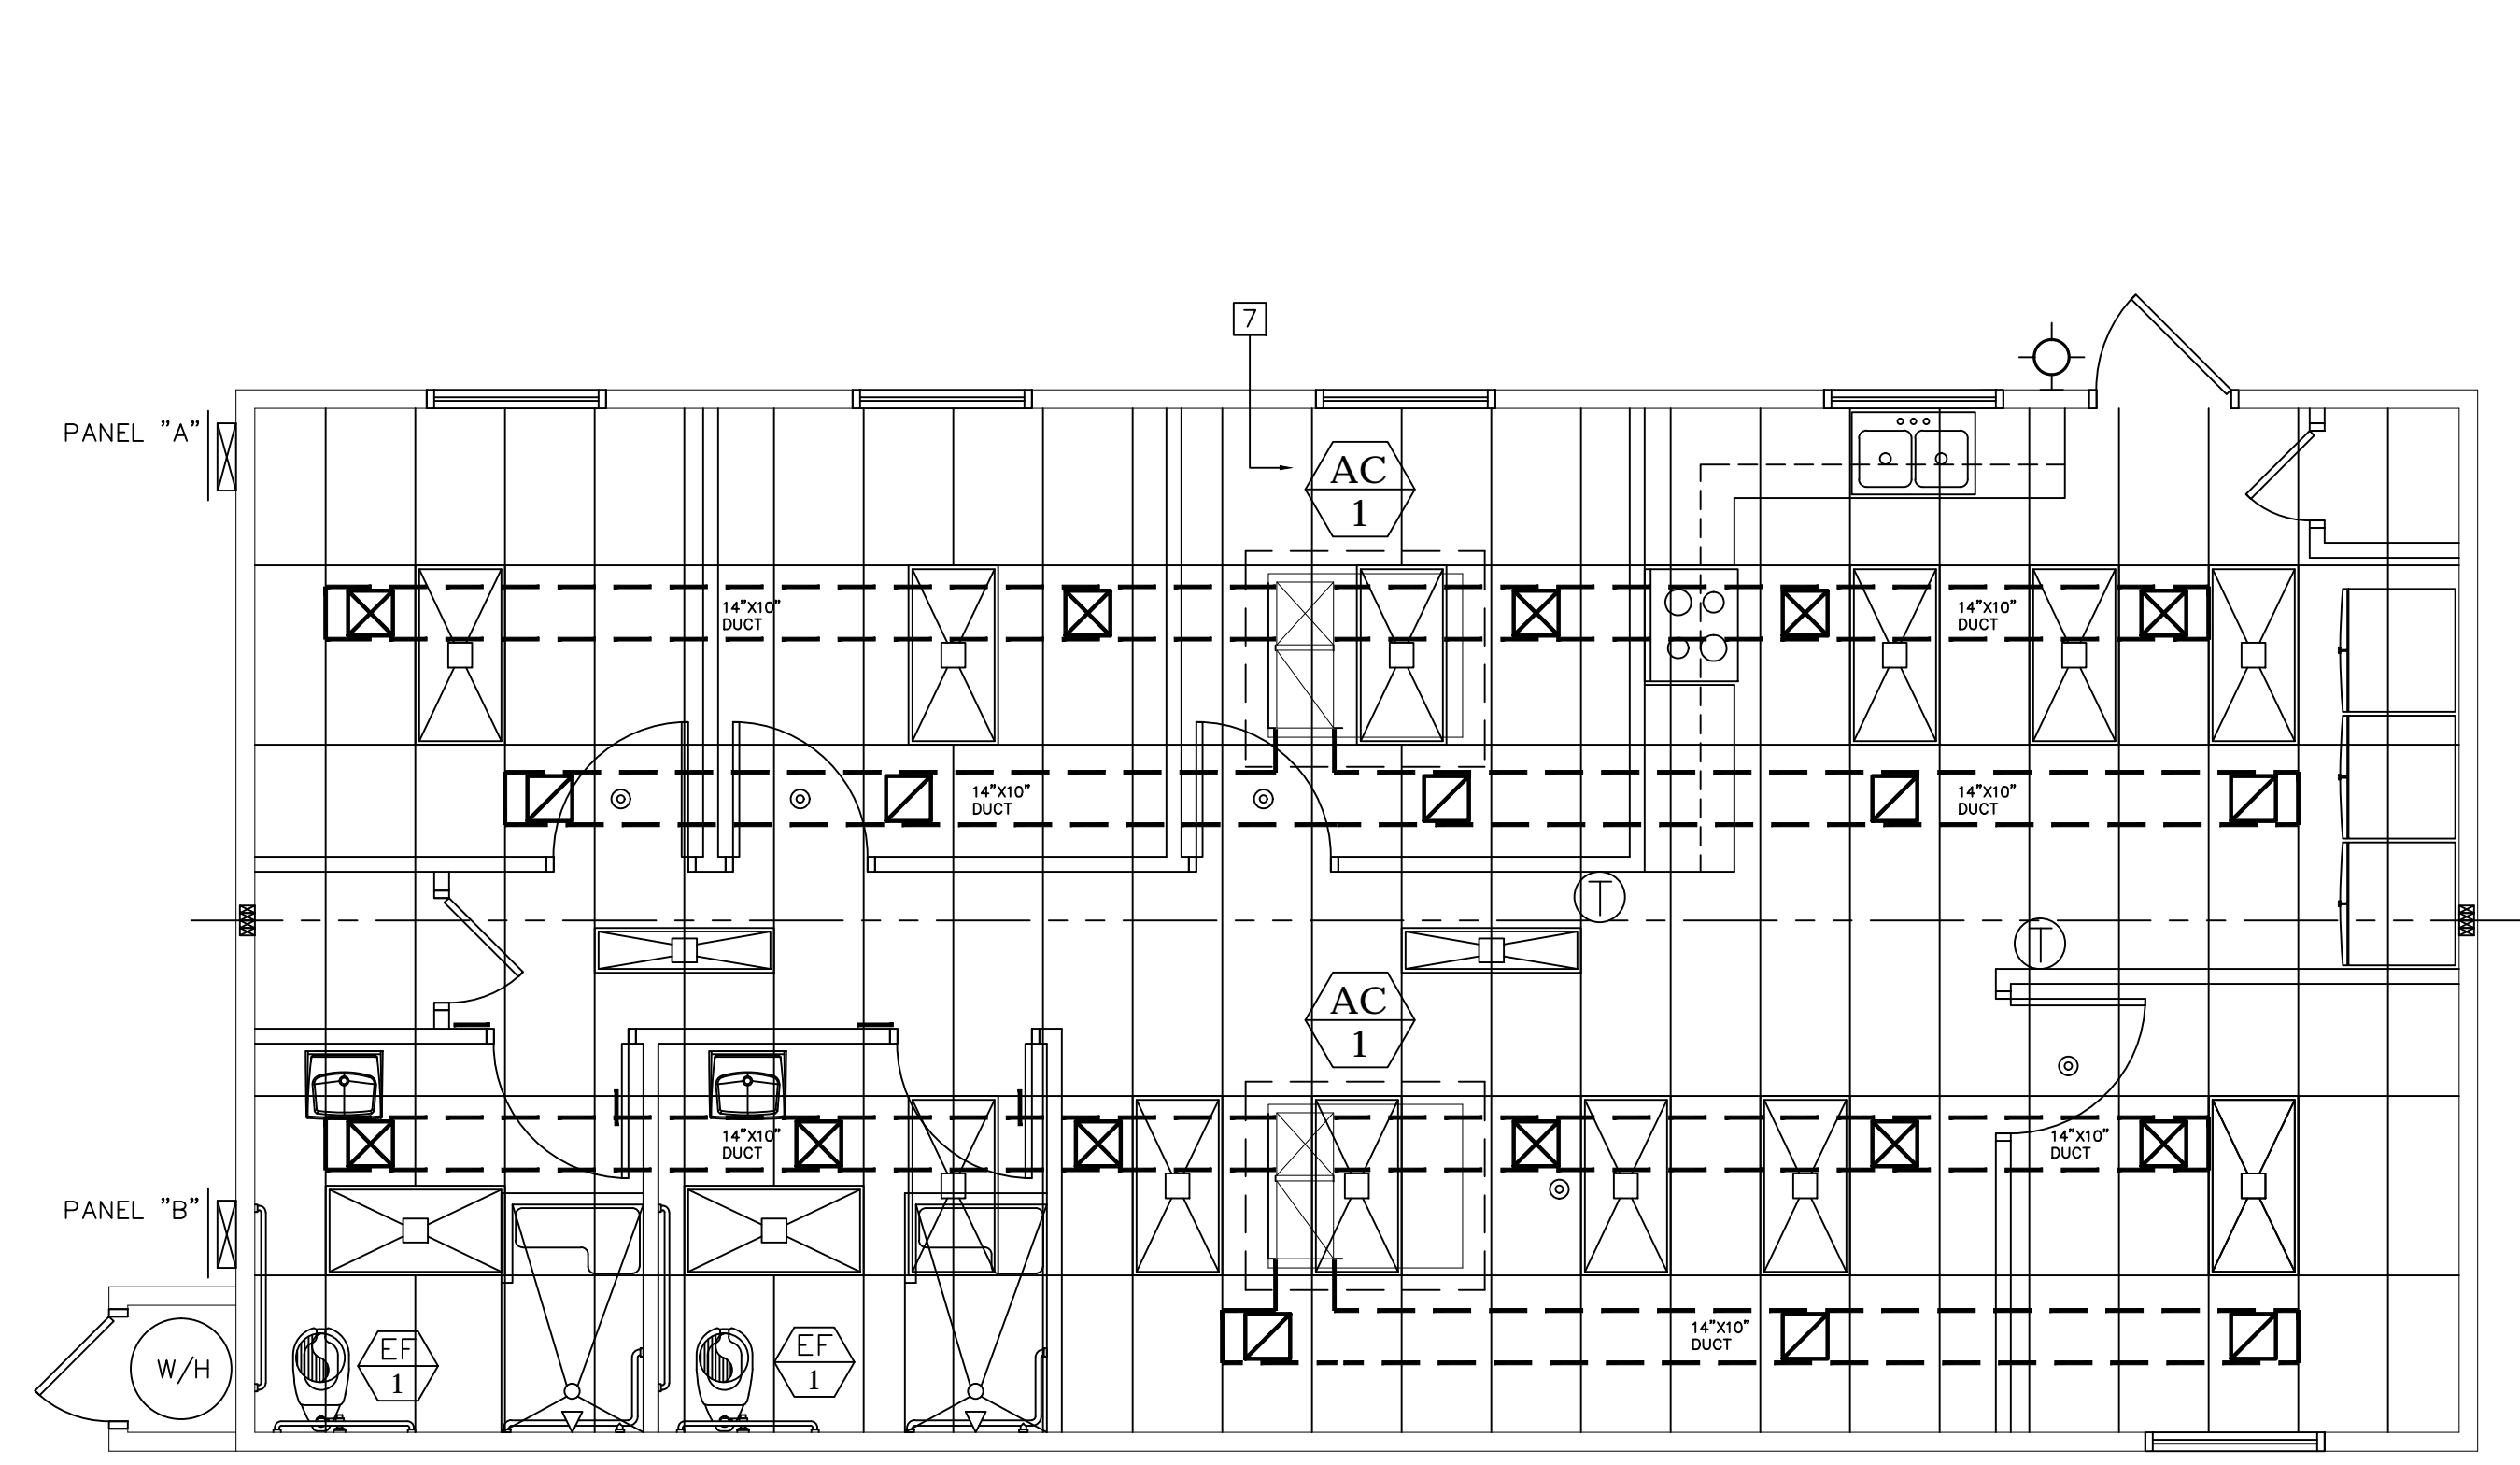 7
PANEL "A"
AC
1
14"X10"
DUCT
14"X10"
DUCT
14"X10"
DUCT
14"X10"
DUCT
T
T
AC
1
14"X10"
DUCT
14"X10"
DUCT
PANEL "B"
14"X10"
DUCT
W/H
EF
1
EF
1